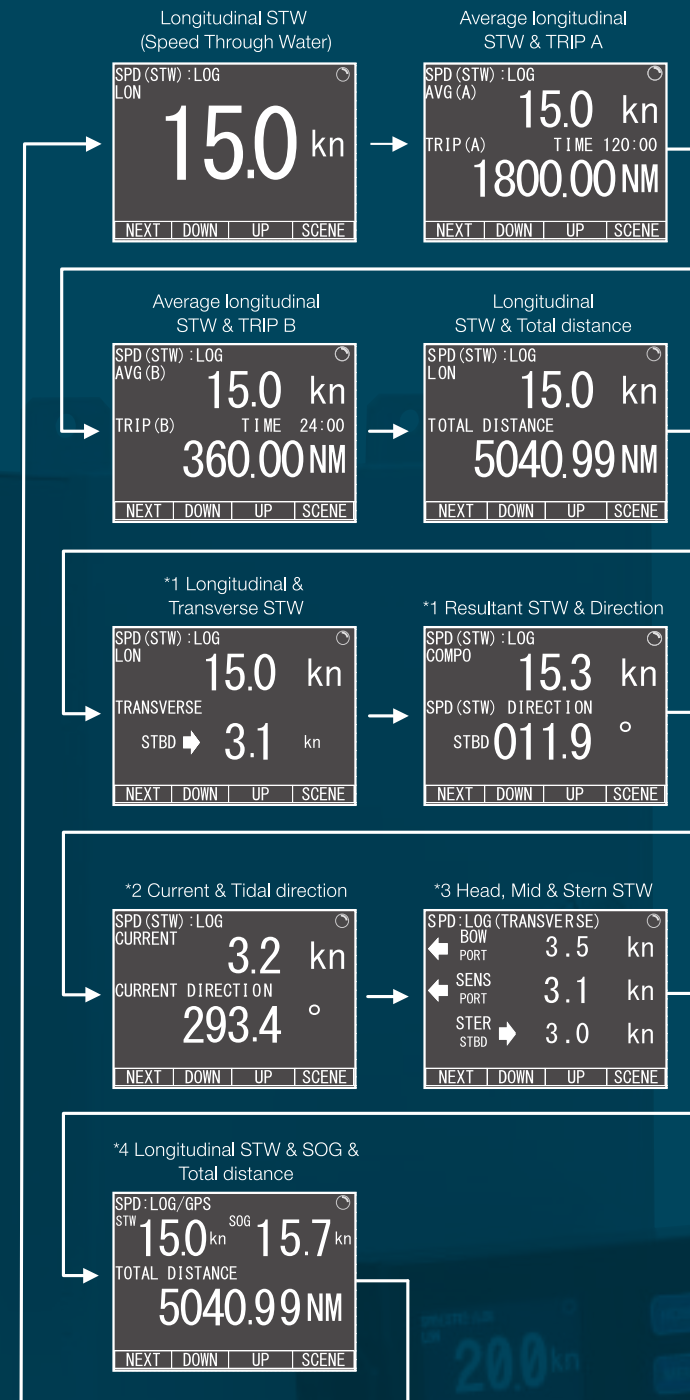 Longitudinal STW
(Speed Through Water)
SPD(STW):LOG
LON
15.0 kn
NEXT DOWN UP SCENE
Average longitudinal
STW & TRIP A
SPD(STW):LOG
AVG(A)
15.0 kn
TRIP(A) TIME 120:00
1800.00 NM
NEXT DOWN UP SCENE
Average longitudinal
STW & TRIP B
SPD(STW):LOG
AVG(B)
15.0 kn
TRIP(B) TIME 24:00
360.00 NM
NEXT DOWN UP SCENE
Longitudinal
STW & Total distance
SPD(STW):LOG
LON
15.0 kn
TOTAL DISTANCE
5040.99 NM
NEXT DOWN UP SCENE
*1 Longitudinal &
Transverse STW
SPD(STW):LOG
LON
15.0 kn
TRANSVERSE
STBD 3.1 kn
NEXT DOWN UP SCENE
*1 Resultant STW & Direction
SPD(STW):LOG
COMPO
15.3 kn
SPD(STW) DIRECTION
STBD 011.9 °
NEXT DOWN UP SCENE
*2 Current & Tidal direction
SPD(STW):LOG
CURRENT
3.2 kn
CURRENT DIRECTION
293.4 °
NEXT DOWN UP SCENE
*3 Head, Mid & Stern STW
SPD:LOG(TRANSVERSE)
BOW
PORT 3.5 kn
SENS
PORT 3.1 kn
STER
STBD 3.0 kn
NEXT DOWN UP SCENE
*4 Longitudinal STW & SOG &
Total distance
SPD:LOG/GPS
STW 15.0 kn SOG 15.7 kn
TOTAL DISTANCE
5040.99 NM
NEXT DOWN UP SCENE
20.0 kn